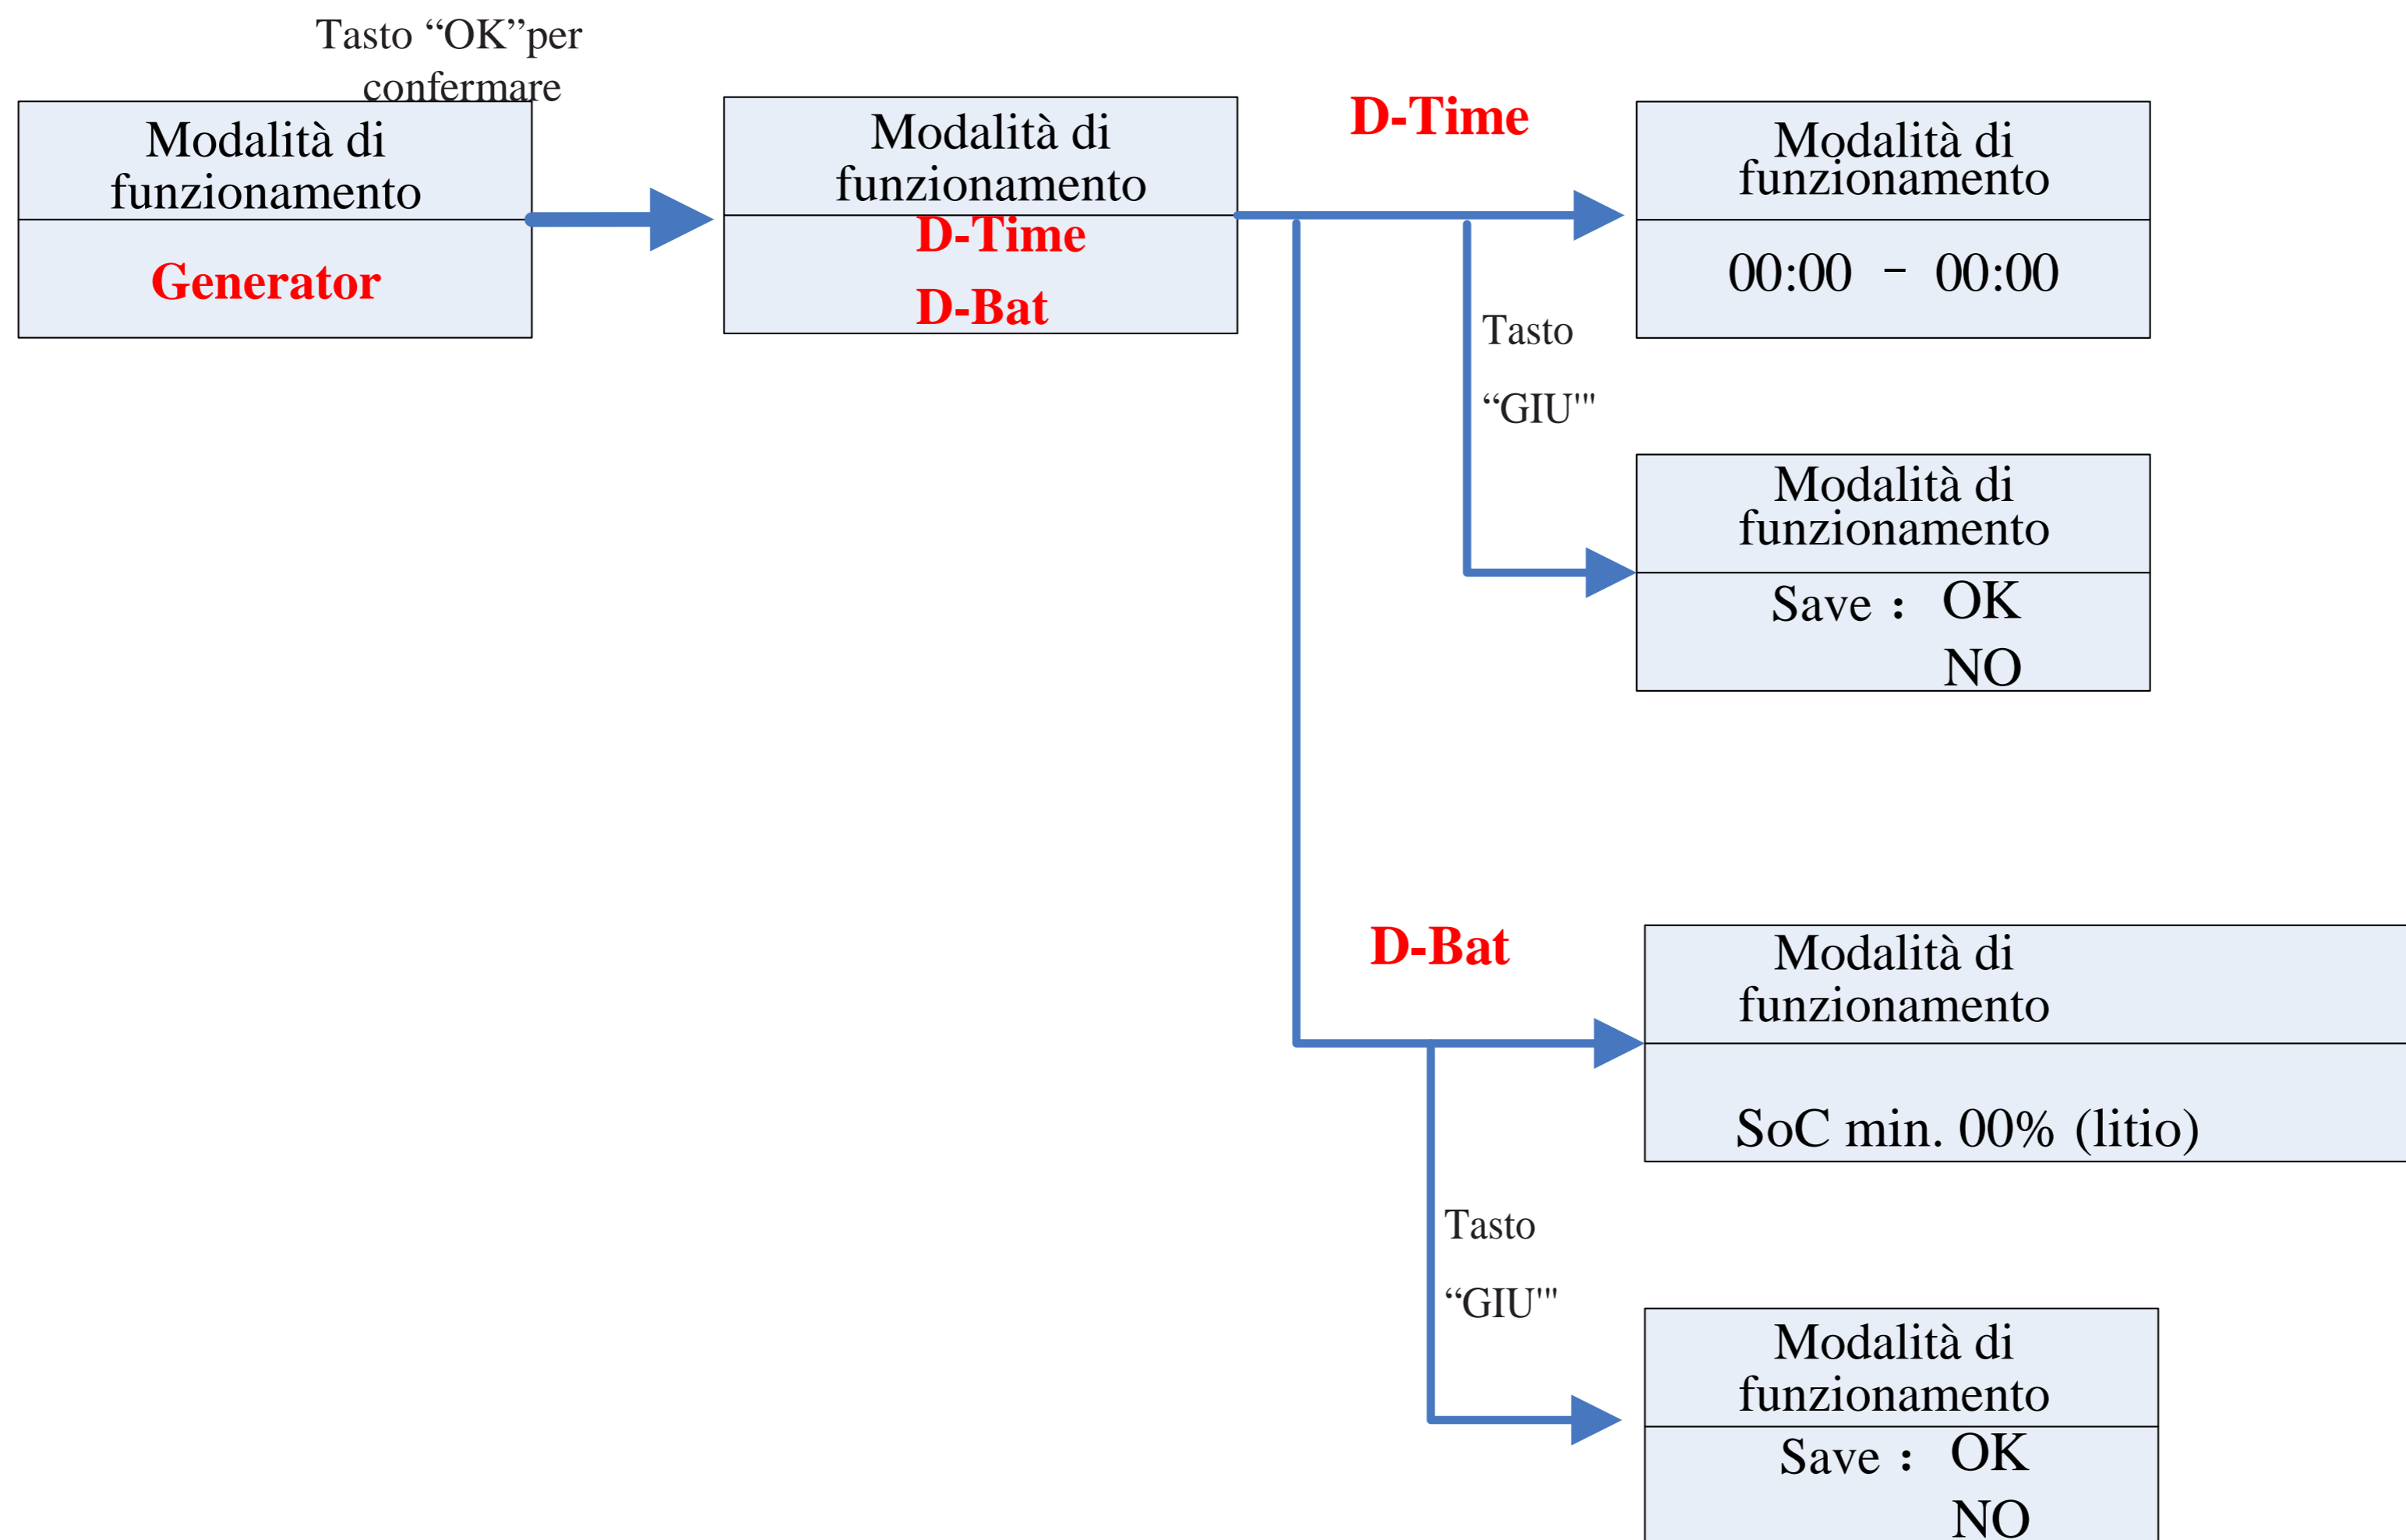 Tasto “OK”per
confermare
Modalità di
funzionamento
Generator
Modalità di
funzionamento
D-Time
D-Bat
D-Time
Modalità di
funzionamento
00:00 - 00:00
Tasto
“GIU'"
Modalità di
funzionamento
Save : OK
NO
D-Bat
Modalità di
funzionamento
SoC min. 00% (litio)
Tasto
“GIU'"
Modalità di
funzionamento
Save : OK
NO